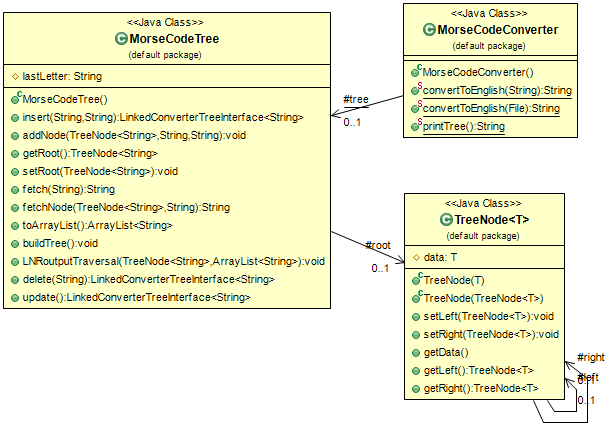 <<Java Class>>
MorseCodeTree
(default package)
lastLetter: String
MorseCodeTree()
insert(String,String):LinkedConverterTreeInterface<String>
addNode(TreeNode<String>,String,String):void
getRoot():TreeNode<String>
setRoot(TreeNode<String>):void
fetch(String):String
fetchNode(TreeNode<String>,String):String
toArrayList():ArrayList<String>
buildTree():void
LNRoutputTraversal(TreeNode<String>,ArrayList<String>):void
delete(String):LinkedConverterTreeInterface<String>
update():LinkedConverterTreeInterface<String>
#tree
0..1
<<Java Class>>
MorseCodeConverter
(default package)
MorseCodeConverter()
convertToEnglish(String):String
convertToEnglish(File):String
printTree():String
#root
0..1
<<Java Class>>
TreeNode<T>
(default package)
data: T
TreeNode(T)
TreeNode(TreeNode<T>)
setLeft(TreeNode<T>):void
setRight(TreeNode<T>):void
getData()
getLeft():TreeNode<T>
getRight():TreeNode<T>
#right
#left
0..1